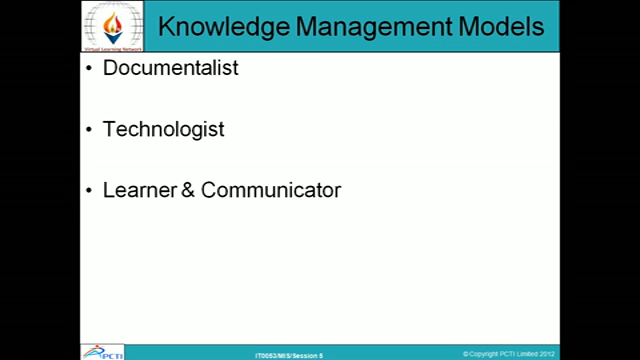 Knowledge Management Models
Virtual Learning Network
• Documentalist
• Technologist
• Learner & Communicator
PCTI
IT0053/MIS/Session 5
© Copyright PCTI Limited 2012